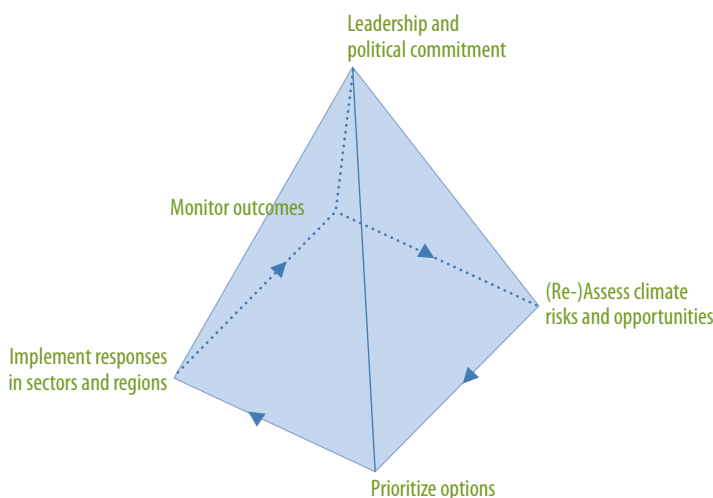 Leadership and
political commitment
Monitor outcomes
(Re-)Assess climate
risks and opportunities
Implement responses
in sectors and regions
Prioritize options